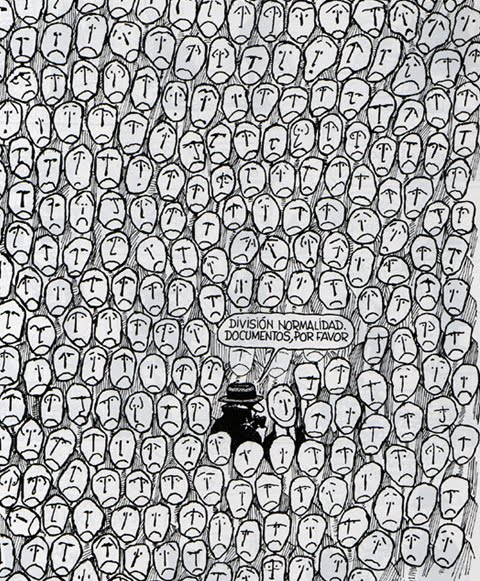 DIVISIÓN NORMALIDAD.
DOCUMENTOS, POR FAVOR